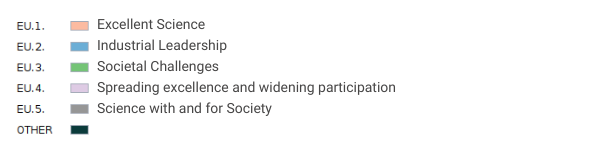 EU.1. Excellent Science
EU.2. Industrial Leadership
EU.3. Societal Challenges
EU.4. Spreading excellence and widening participation
EU.5. Science with and for Society
OTHER